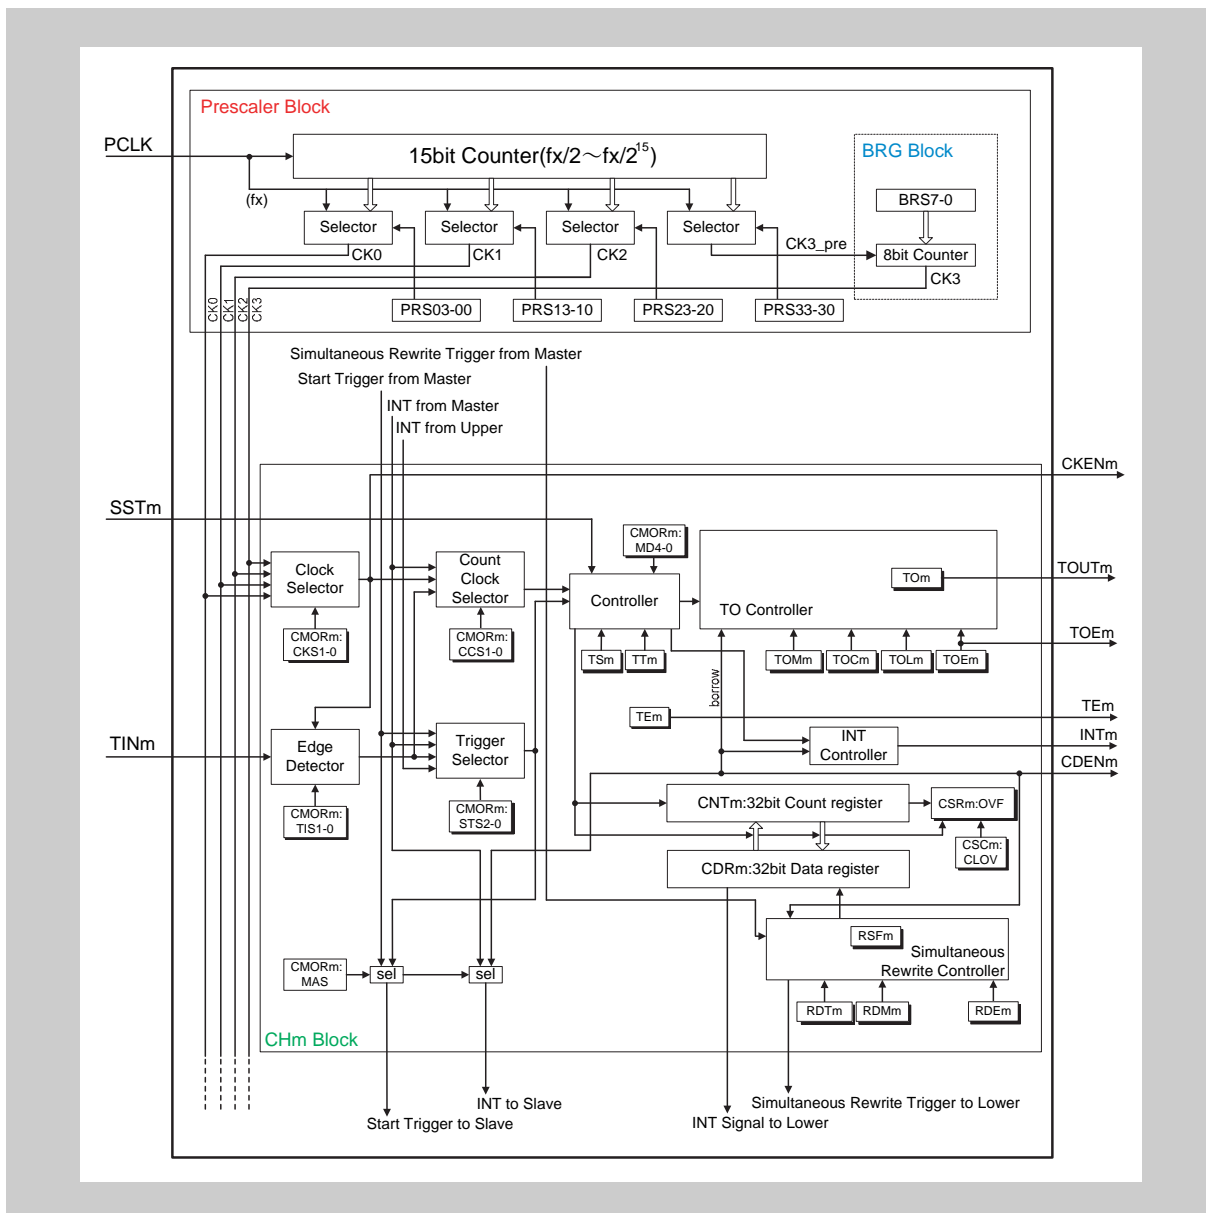 Prescaler Block
PCLK
15bit Counter(fx/2～fx/2^15)
BRG Block
(fx)
BRS7-0
Selector
Selector
Selector
Selector
CK3_pre
8bit Counter
CK0
CK1
CK2
CK3
CK0
CK1
CK2
CK3
PRS03-00
PRS13-10
PRS23-20
PRS33-30
Simultaneous Rewrite Trigger from Master
Start Trigger from Master
INT from Master
INT from Upper
CKENm
SSTm
CMORm:
MD4-0
Clock
Selector
Count
Clock
Selector
Controller
TOm
TOUTm
TO Controller
CMORm:
CKS1-0
CMORm:
CCS1-0
TSm
TTm
TOMm
TOCm
TOLm
TOEm
TOEm
borrow
TEm
TEm
TINm
Edge
Detector
Trigger
Selector
INT
Controller
INTm
CDENm
CMORm:
TIS1-0
CMORm:
STS2-0
CNTm:32bit Count register
CSRm:OVF
CSCm:
CLOV
CDRm:32bit Data register
RSFm
Simultaneous
Rewrite Controller
CMORm:
MAS
sel
sel
RDTm
RDMm
RDEm
CHm Block
INT to Slave
Start Trigger to Slave
Simultaneous Rewrite Trigger to Lower
INT Signal to Lower